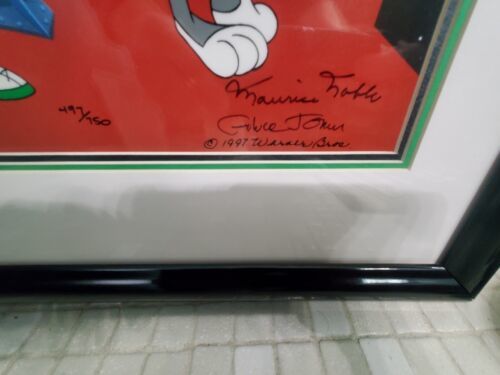 Maurice Noble
497/750
Chuck Jones
© 1997 Warner Bros.